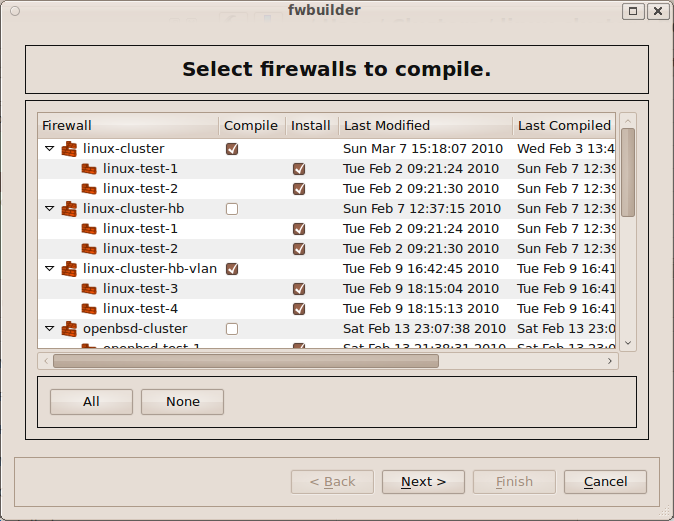 fwbuilder
Select firewalls to compile.
Firewall Compile Install Last Modified Last Compiled
linux-cluster Sun Mar 7 15:18:07 2010 Wed Feb 3 13:4
linux-test-1 Tue Feb 2 09:21:24 2010 Sun Feb 7 12:39
linux-test-2 Tue Feb 2 09:21:30 2010 Sun Feb 7 12:39
linux-cluster-hb Sun Feb 7 12:37:15 2010 Sun Feb 7 12:39
linux-test-1 Tue Feb 2 09:21:24 2010 Sun Feb 7 12:39
linux-test-2 Tue Feb 2 09:21:30 2010 Sun Feb 7 12:39
linux-cluster-hb-vlan Tue Feb 9 16:42:45 2010 Tue Feb 9 16:41
linux-test-3 Tue Feb 9 18:15:04 2010 Tue Feb 9 16:41
linux-test-4 Tue Feb 9 18:15:13 2010 Tue Feb 9 16:41
openbsd-cluster Sat Feb 13 23:07:38 2010 Sat Feb 13 23:0
openbsd-test-1 Sat Feb 13 21:38:31 2010 Sat Feb 13 23:0
All None
< Back Next > Finish Cancel